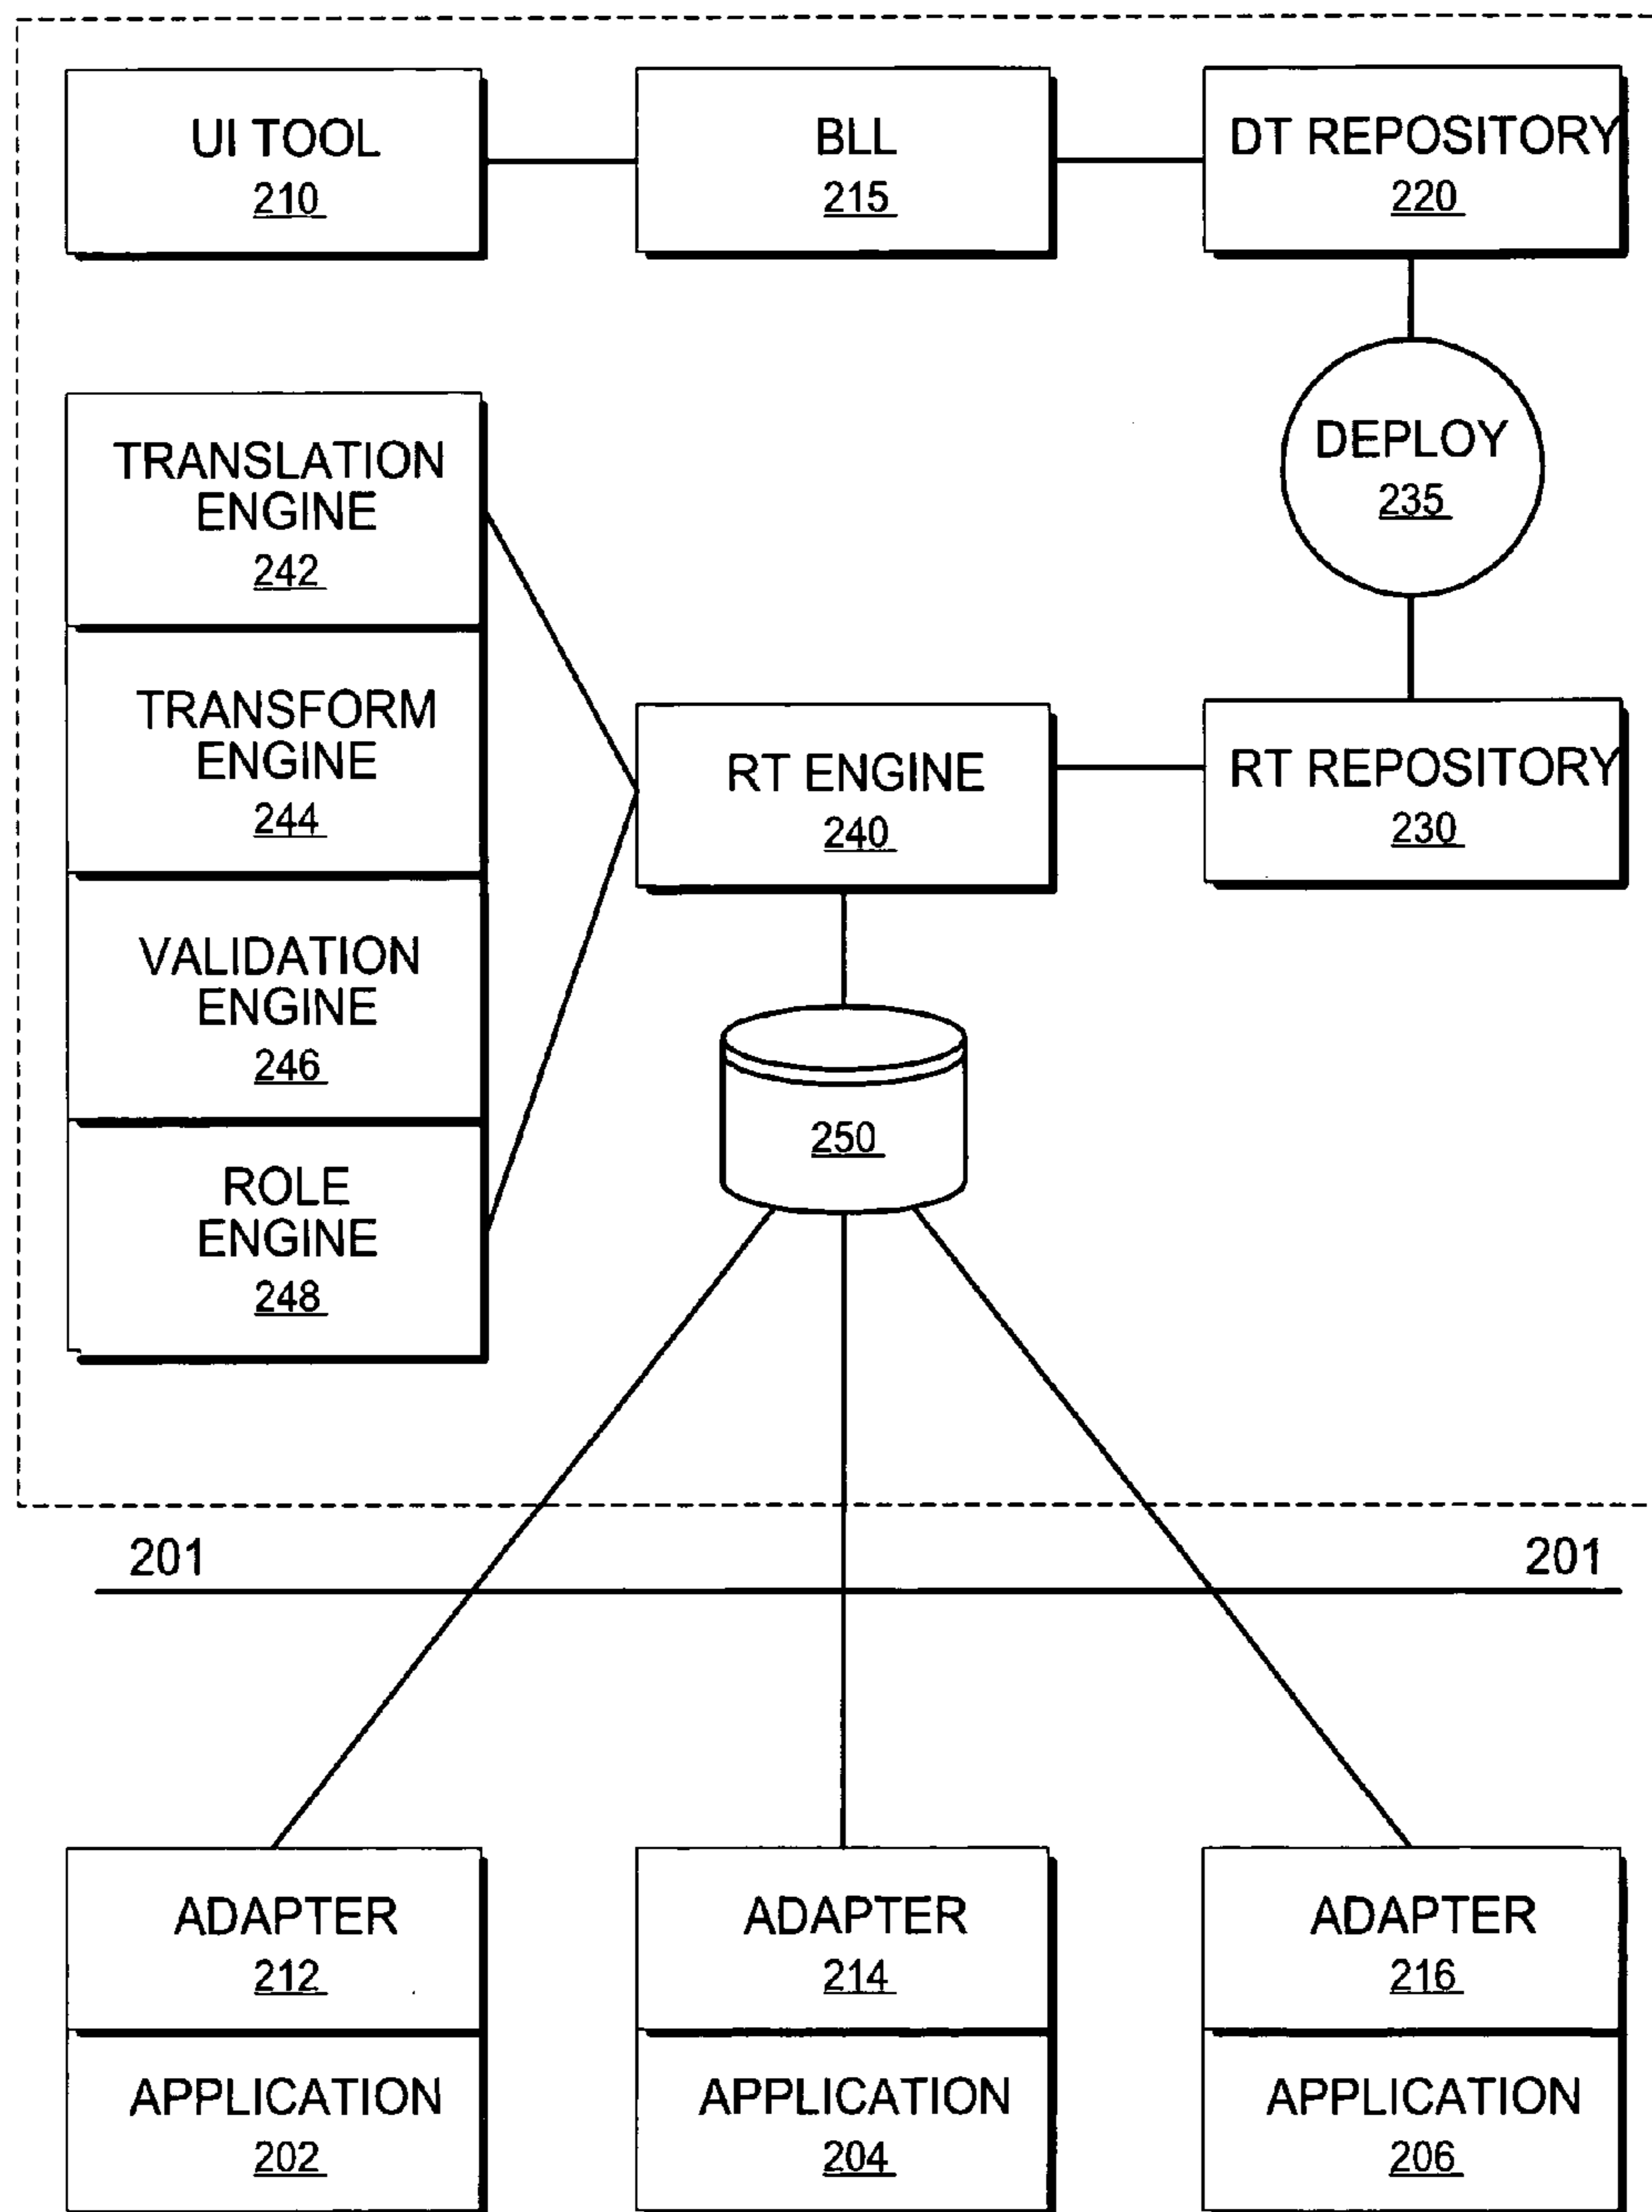 UI TOOL
210
BLL
215
DT REPOSITORY
220
DEPLOY
235
TRANSLATION
ENGINE
242
TRANSFORM
ENGINE
244
VALIDATION
ENGINE
246
ROLE
ENGINE
248
RT ENGINE
240
RT REPOSITORY
230
250
201
201
ADAPTER
212
APPLICATION
202
ADAPTER
214
APPLICATION
204
ADAPTER
216
APPLICATION
206